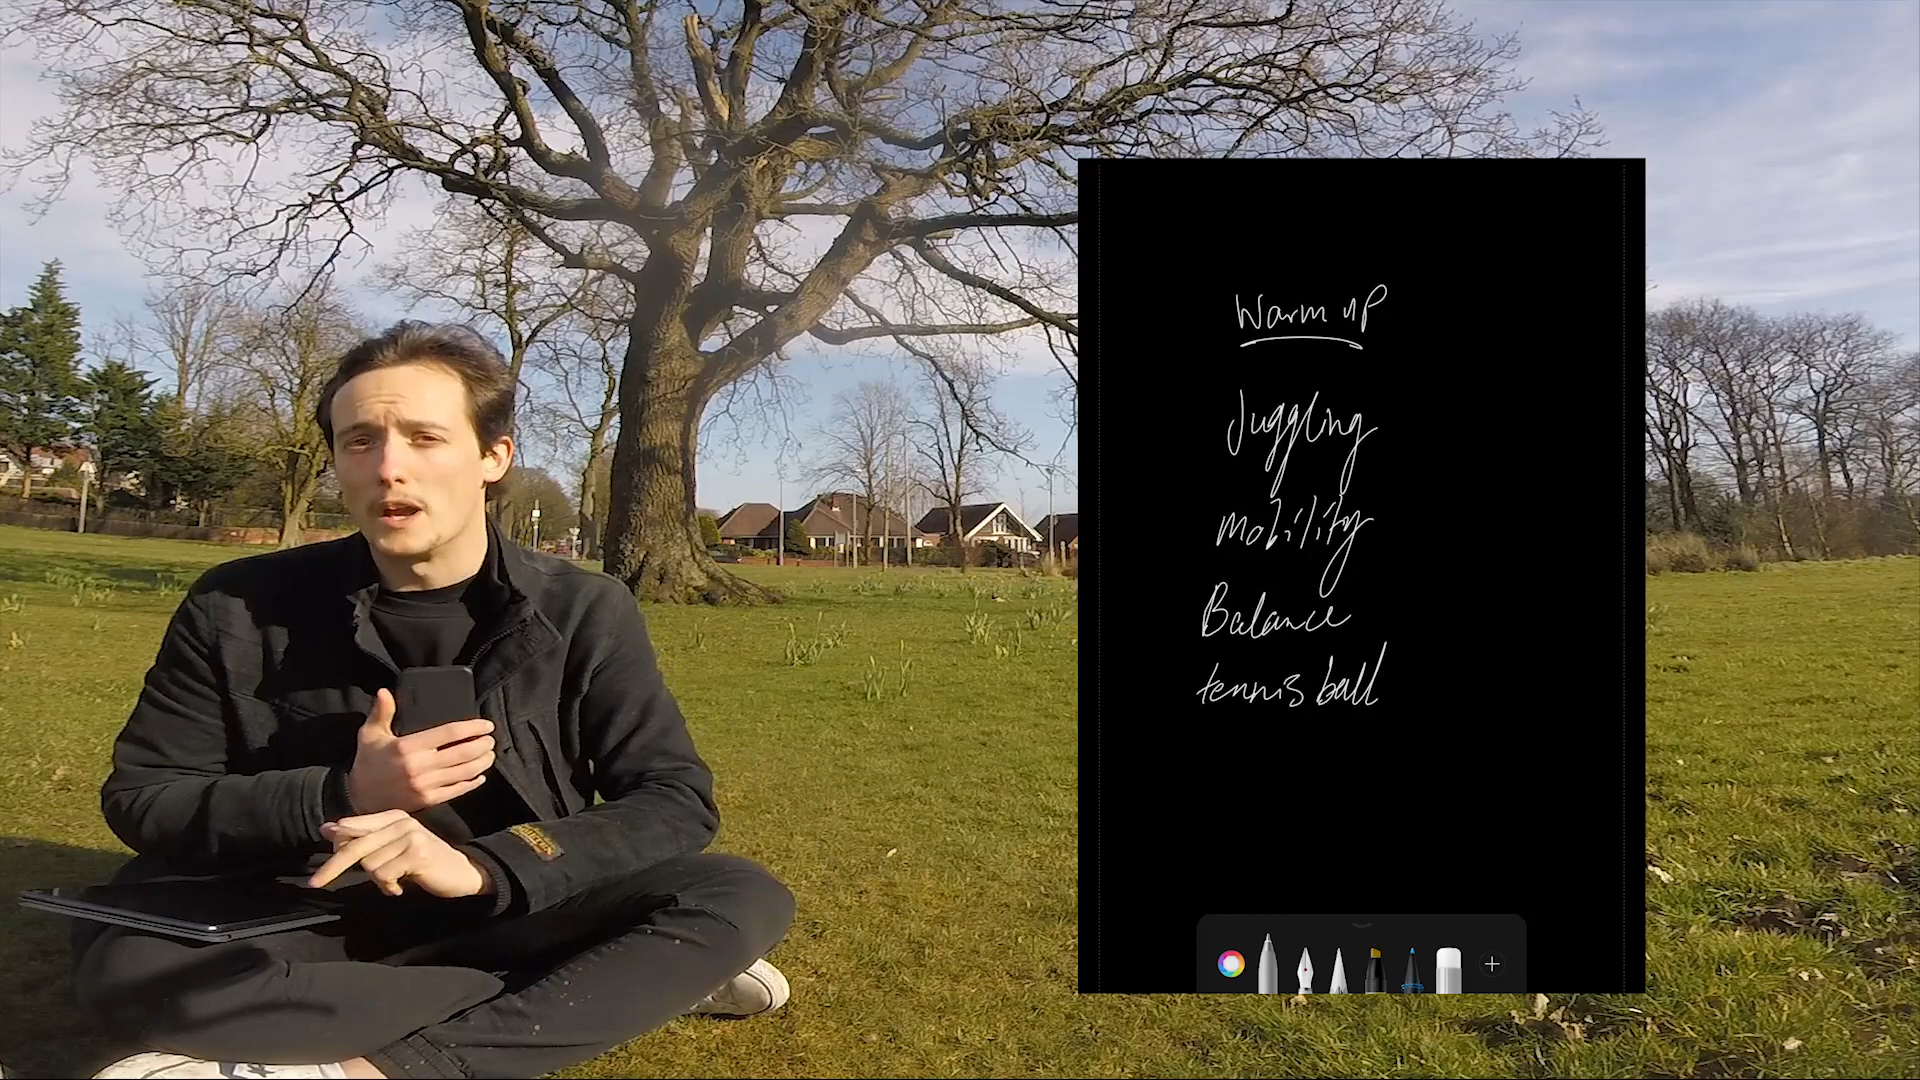 Warm up
Juggling
mobility
Balance
tennis ball